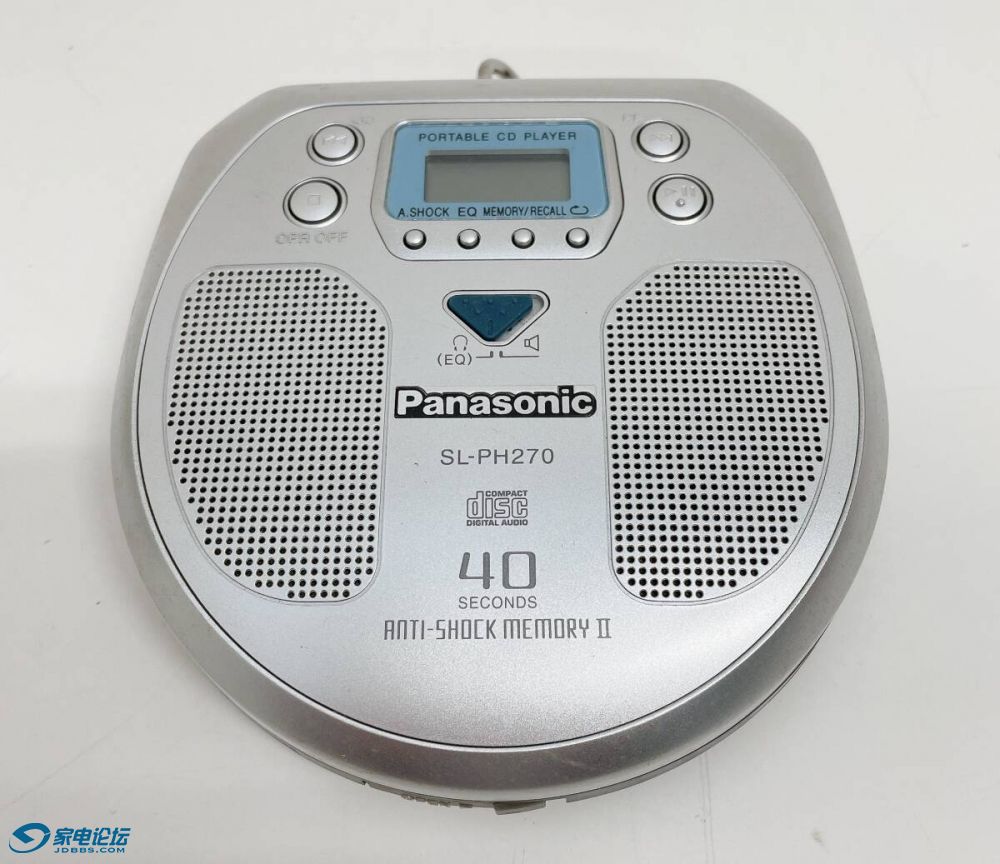 PORTABLE CD PLAYER
A.SHOCK EQ MEMORY/RECALL
OPR OFF
(EQ)
Panasonic
SL-PH270
COMPACT
disc
DIGITAL AUDIO
40
SECONDS
ANTI-SHOCK MEMORY II
OPEN
家电论坛
JDBBS.COM